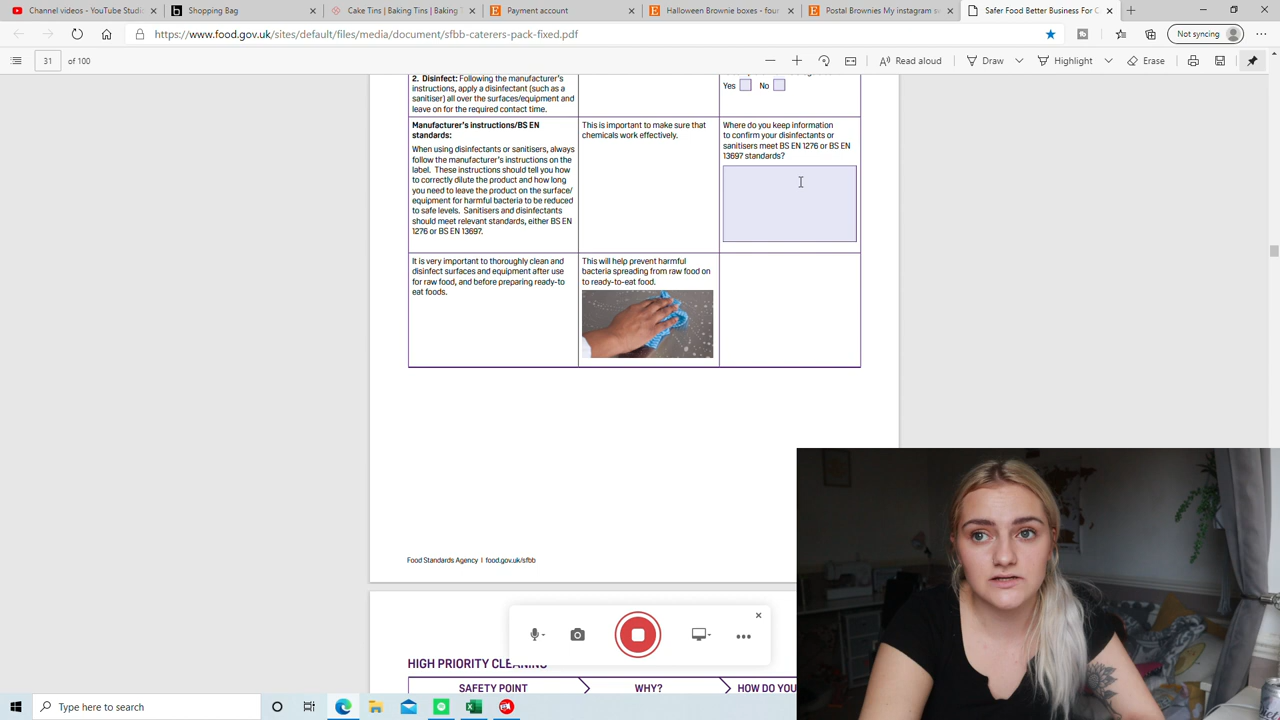 Channel videos - YouTube Studi
Shopping Bag
Cake Tins | Baking Tins | Baking T
Payment account
Halloween Brownie boxes - four
Postal Brownies My instagram s
Safer Food Better Business For C
https://www.food.gov.uk/sites/default/files/media/document/sfbb-caterers-pack-fixed.pdf
Not syncing
31 of 100
Read aloud
Draw
Highlight
Erase
2. Disinfect: Following the manufacturer's
instructions, apply a disinfectant (such as a
sanitiser) all over the surfaces/equipment and
leave on for the required contact time.
Yes No
Manufacturer's instructions/BS EN
standards:
When using disinfectants or sanitisers, always
follow the manufacturer's instructions on the
label. These instructions should tell you how
to correctly dilute the product and how long
you need to leave the product on the surface/
equipment for harmful bacteria to be reduced
to safe levels. Sanitisers and disinfectants
should meet relevant standards, either BS EN
1276 or BS EN 13697.
This is important to make sure that
chemicals work effectively.
Where do you keep information
to confirm your disinfectants or
sanitisers meet BS EN 1276 or BS EN
13697 standards?
It is very important to thoroughly clean and
disinfect surfaces and equipment after use
for raw food, and before preparing ready-to
eat foods.
This will help prevent harmful
bacteria spreading from raw food on
to ready-to-eat food.
Food Standards Agency | food.gov.uk/sfbb
HIGH PRIORITY CLEANING
SAFETY POINT
WHY?
HOW DO YOU
Type here to search